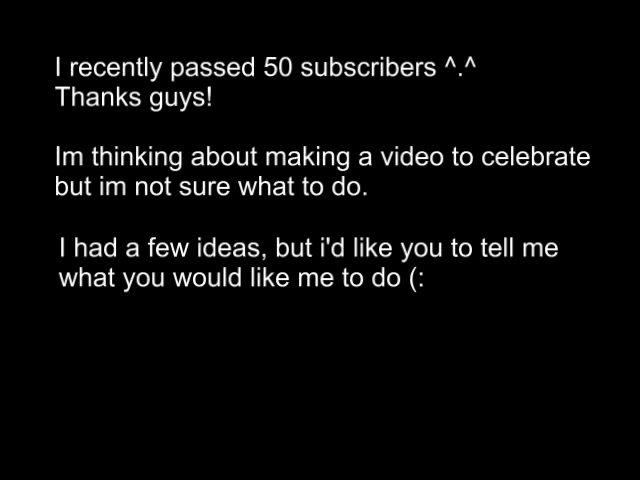 I recently passed 50 subscribers ^.^
Thanks guys!
Im thinking about making a video to celebrate
but im not sure what to do.
I had a few ideas, but i'd like you to tell me
what you would like me to do (: